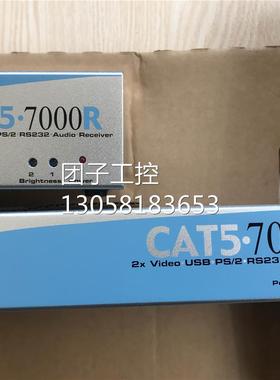 5·7000R
PS/2 RS232 Audio Receiver
2 1
Brightness
团子工控
13058183653
CAT5·70
2x Video USB PS/2 RS23